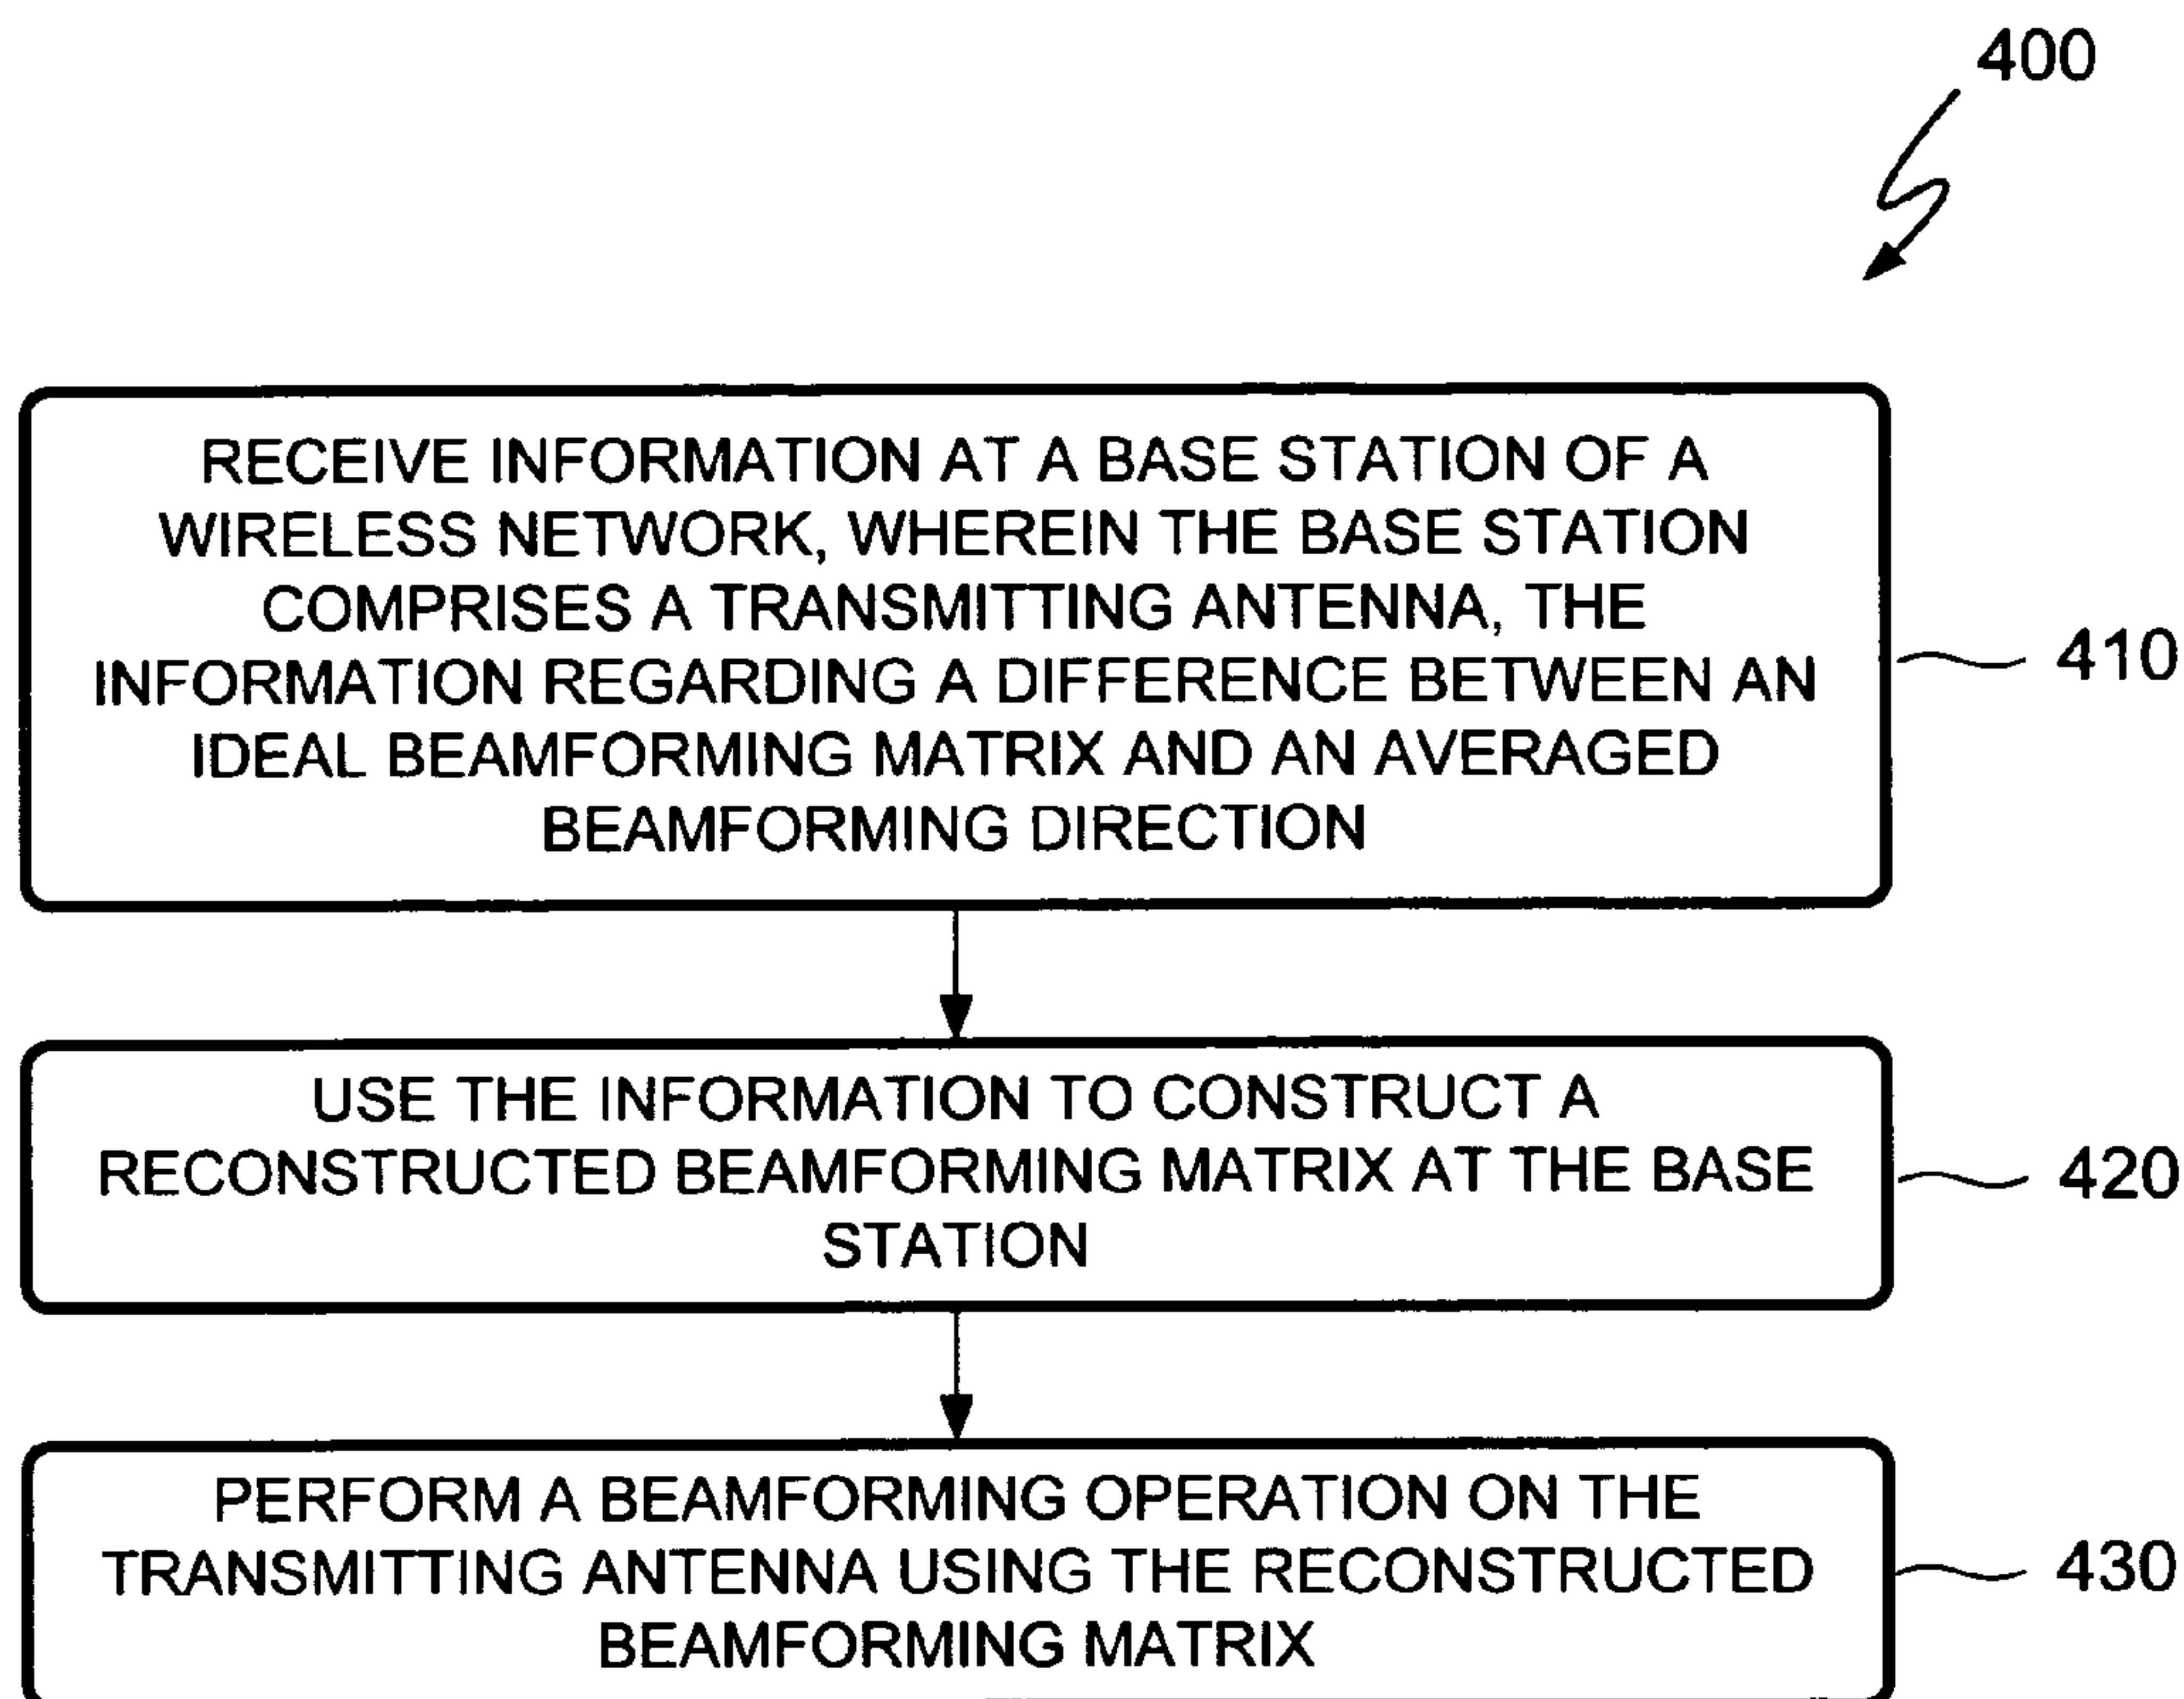 400
RECEIVE INFORMATION AT A BASE STATION OF A
WIRELESS NETWORK, WHEREIN THE BASE STATION
COMPRISES A TRANSMITTING ANTENNA, THE
INFORMATION REGARDING A DIFFERENCE BETWEEN AN
IDEAL BEAMFORMING MATRIX AND AN AVERAGED
BEAMFORMING DIRECTION
410
USE THE INFORMATION TO CONSTRUCT A
RECONSTRUCTED BEAMFORMING MATRIX AT THE BASE
STATION
420
PERFORM A BEAMFORMING OPERATION ON THE
TRANSMITTING ANTENNA USING THE RECONSTRUCTED
BEAMFORMING MATRIX
430